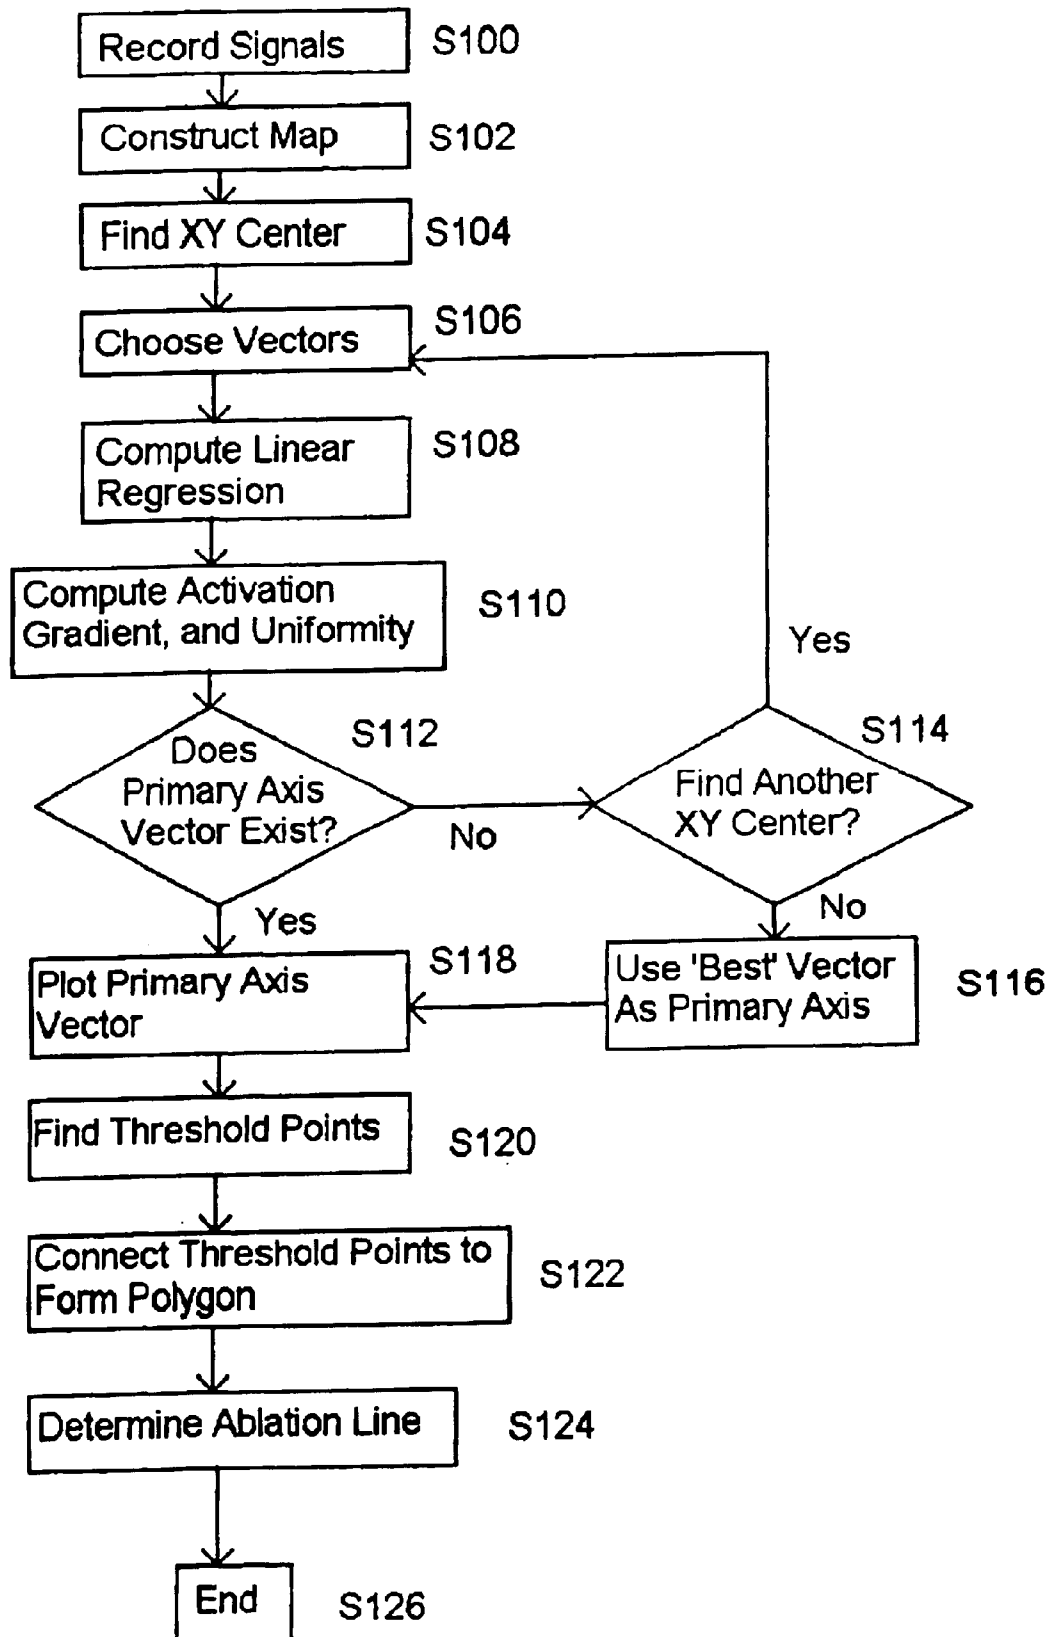 Record Signals
S100
Construct Map
S102
Find XY Center
S104
Choose Vectors
S106
Compute Linear
Regression
S108
Compute Activation
Gradient, and Uniformity
S110
Yes
Does
Primary Axis
Vector Exist?
S112
No
Find Another
XY Center?
S114
Yes
No
Plot Primary Axis
Vector
S118
Use 'Best' Vector
As Primary Axis
S116
Find Threshold Points
S120
Connect Threshold Points to
Form Polygon
S122
Determine Ablation Line
S124
End
S126